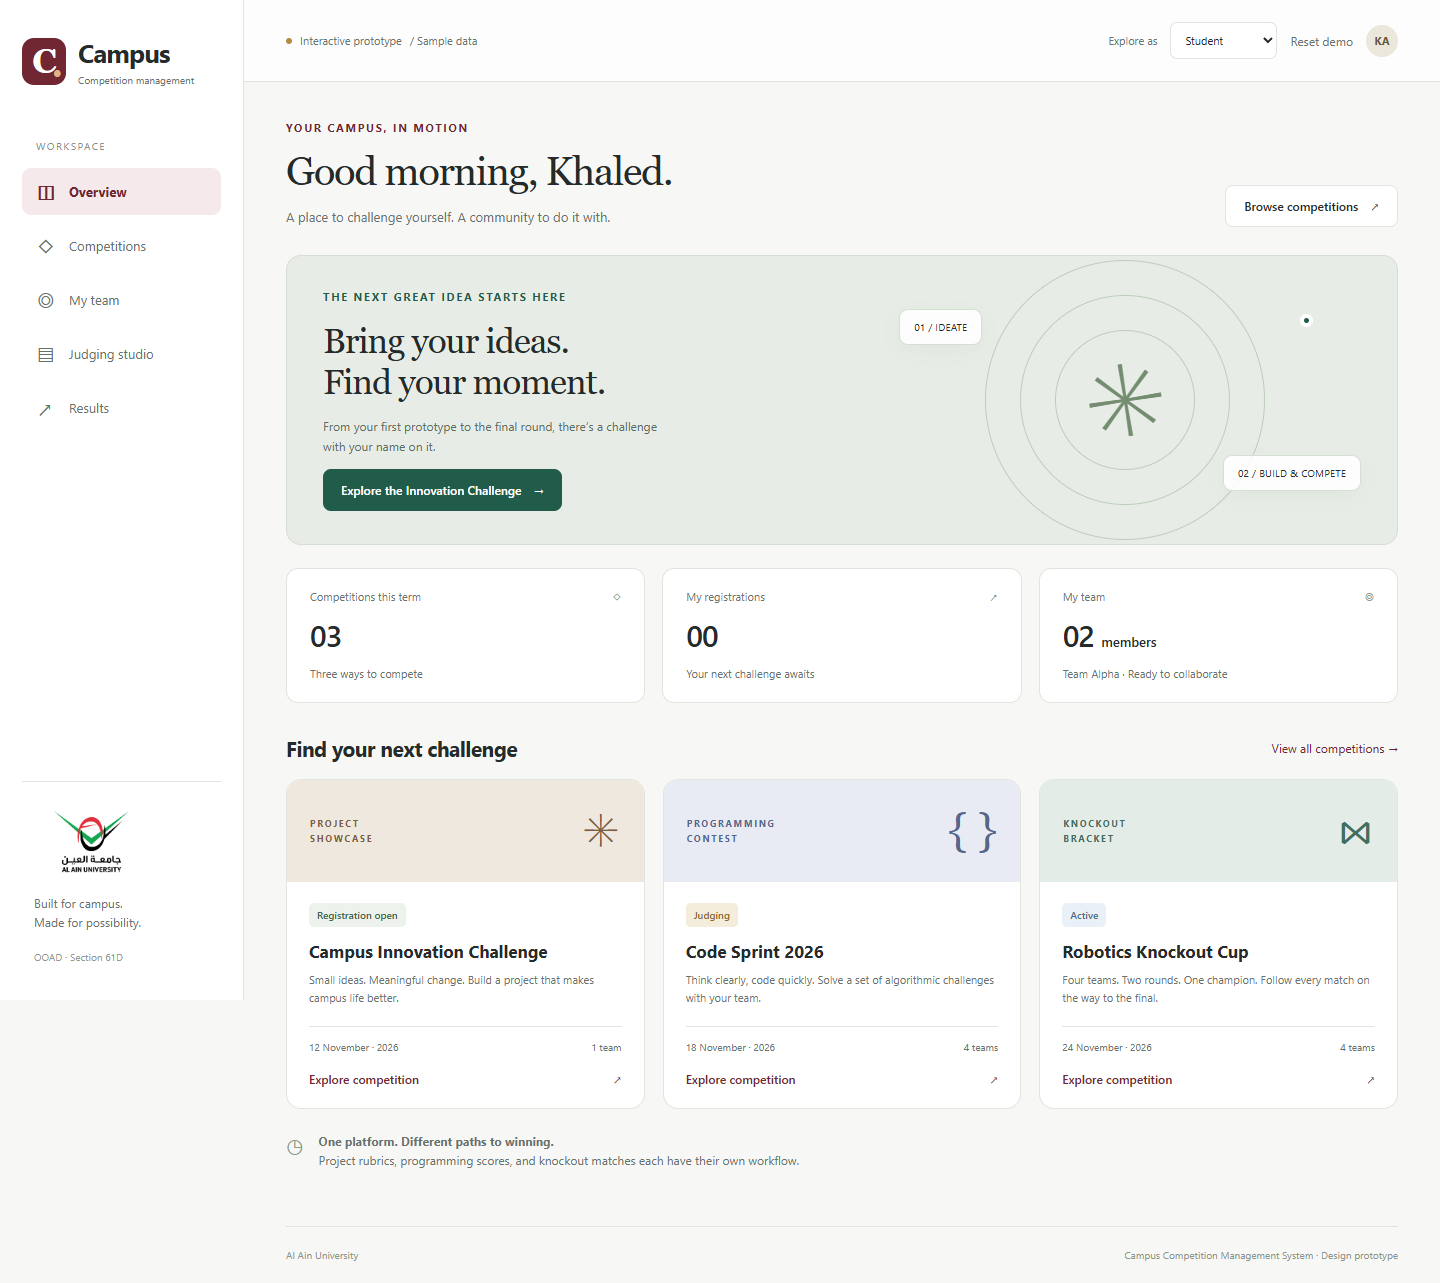 C.
Campus
Competition management
WORKSPACE
Overview
Competitions
My team
Judging studio
Results
جامعة العين
AL AIN UNIVERSITY
Built for campus.
Made for possibility.
OOAD · Section 61D
Interactive prototype / Sample data
Explore as
Student
Reset demo
KA
YOUR CAMPUS, IN MOTION
Good morning, Khaled.
A place to challenge yourself. A community to do it with.
Browse competitions ↗
THE NEXT GREAT IDEA STARTS HERE
Bring your ideas.
Find your moment.
From your first prototype to the final round, there's a challenge
with your name on it.
Explore the Innovation Challenge →
01 / IDEATE
02 / BUILD & COMPETE
Competitions this term
03
Three ways to compete
My registrations
00
Your next challenge awaits
My team
02 members
Team Alpha · Ready to collaborate
Find your next challenge
View all competitions →
PROJECT
SHOWCASE
Registration open
Campus Innovation Challenge
Small ideas. Meaningful change. Build a project that makes
campus life better.
12 November · 2026
1 team
Explore competition ↗
PROGRAMMING
CONTEST
{ }
Judging
Code Sprint 2026
Think clearly, code quickly. Solve a set of algorithmic challenges
with your team.
18 November · 2026
4 teams
Explore competition ↗
KNOCKOUT
BRACKET
Active
Robotics Knockout Cup
Four teams. Two rounds. One champion. Follow every match on
the way to the final.
24 November · 2026
4 teams
Explore competition ↗
One platform. Different paths to winning.
Project rubrics, programming scores, and knockout matches each have their own workflow.
Al Ain University
Campus Competition Management System · Design prototype